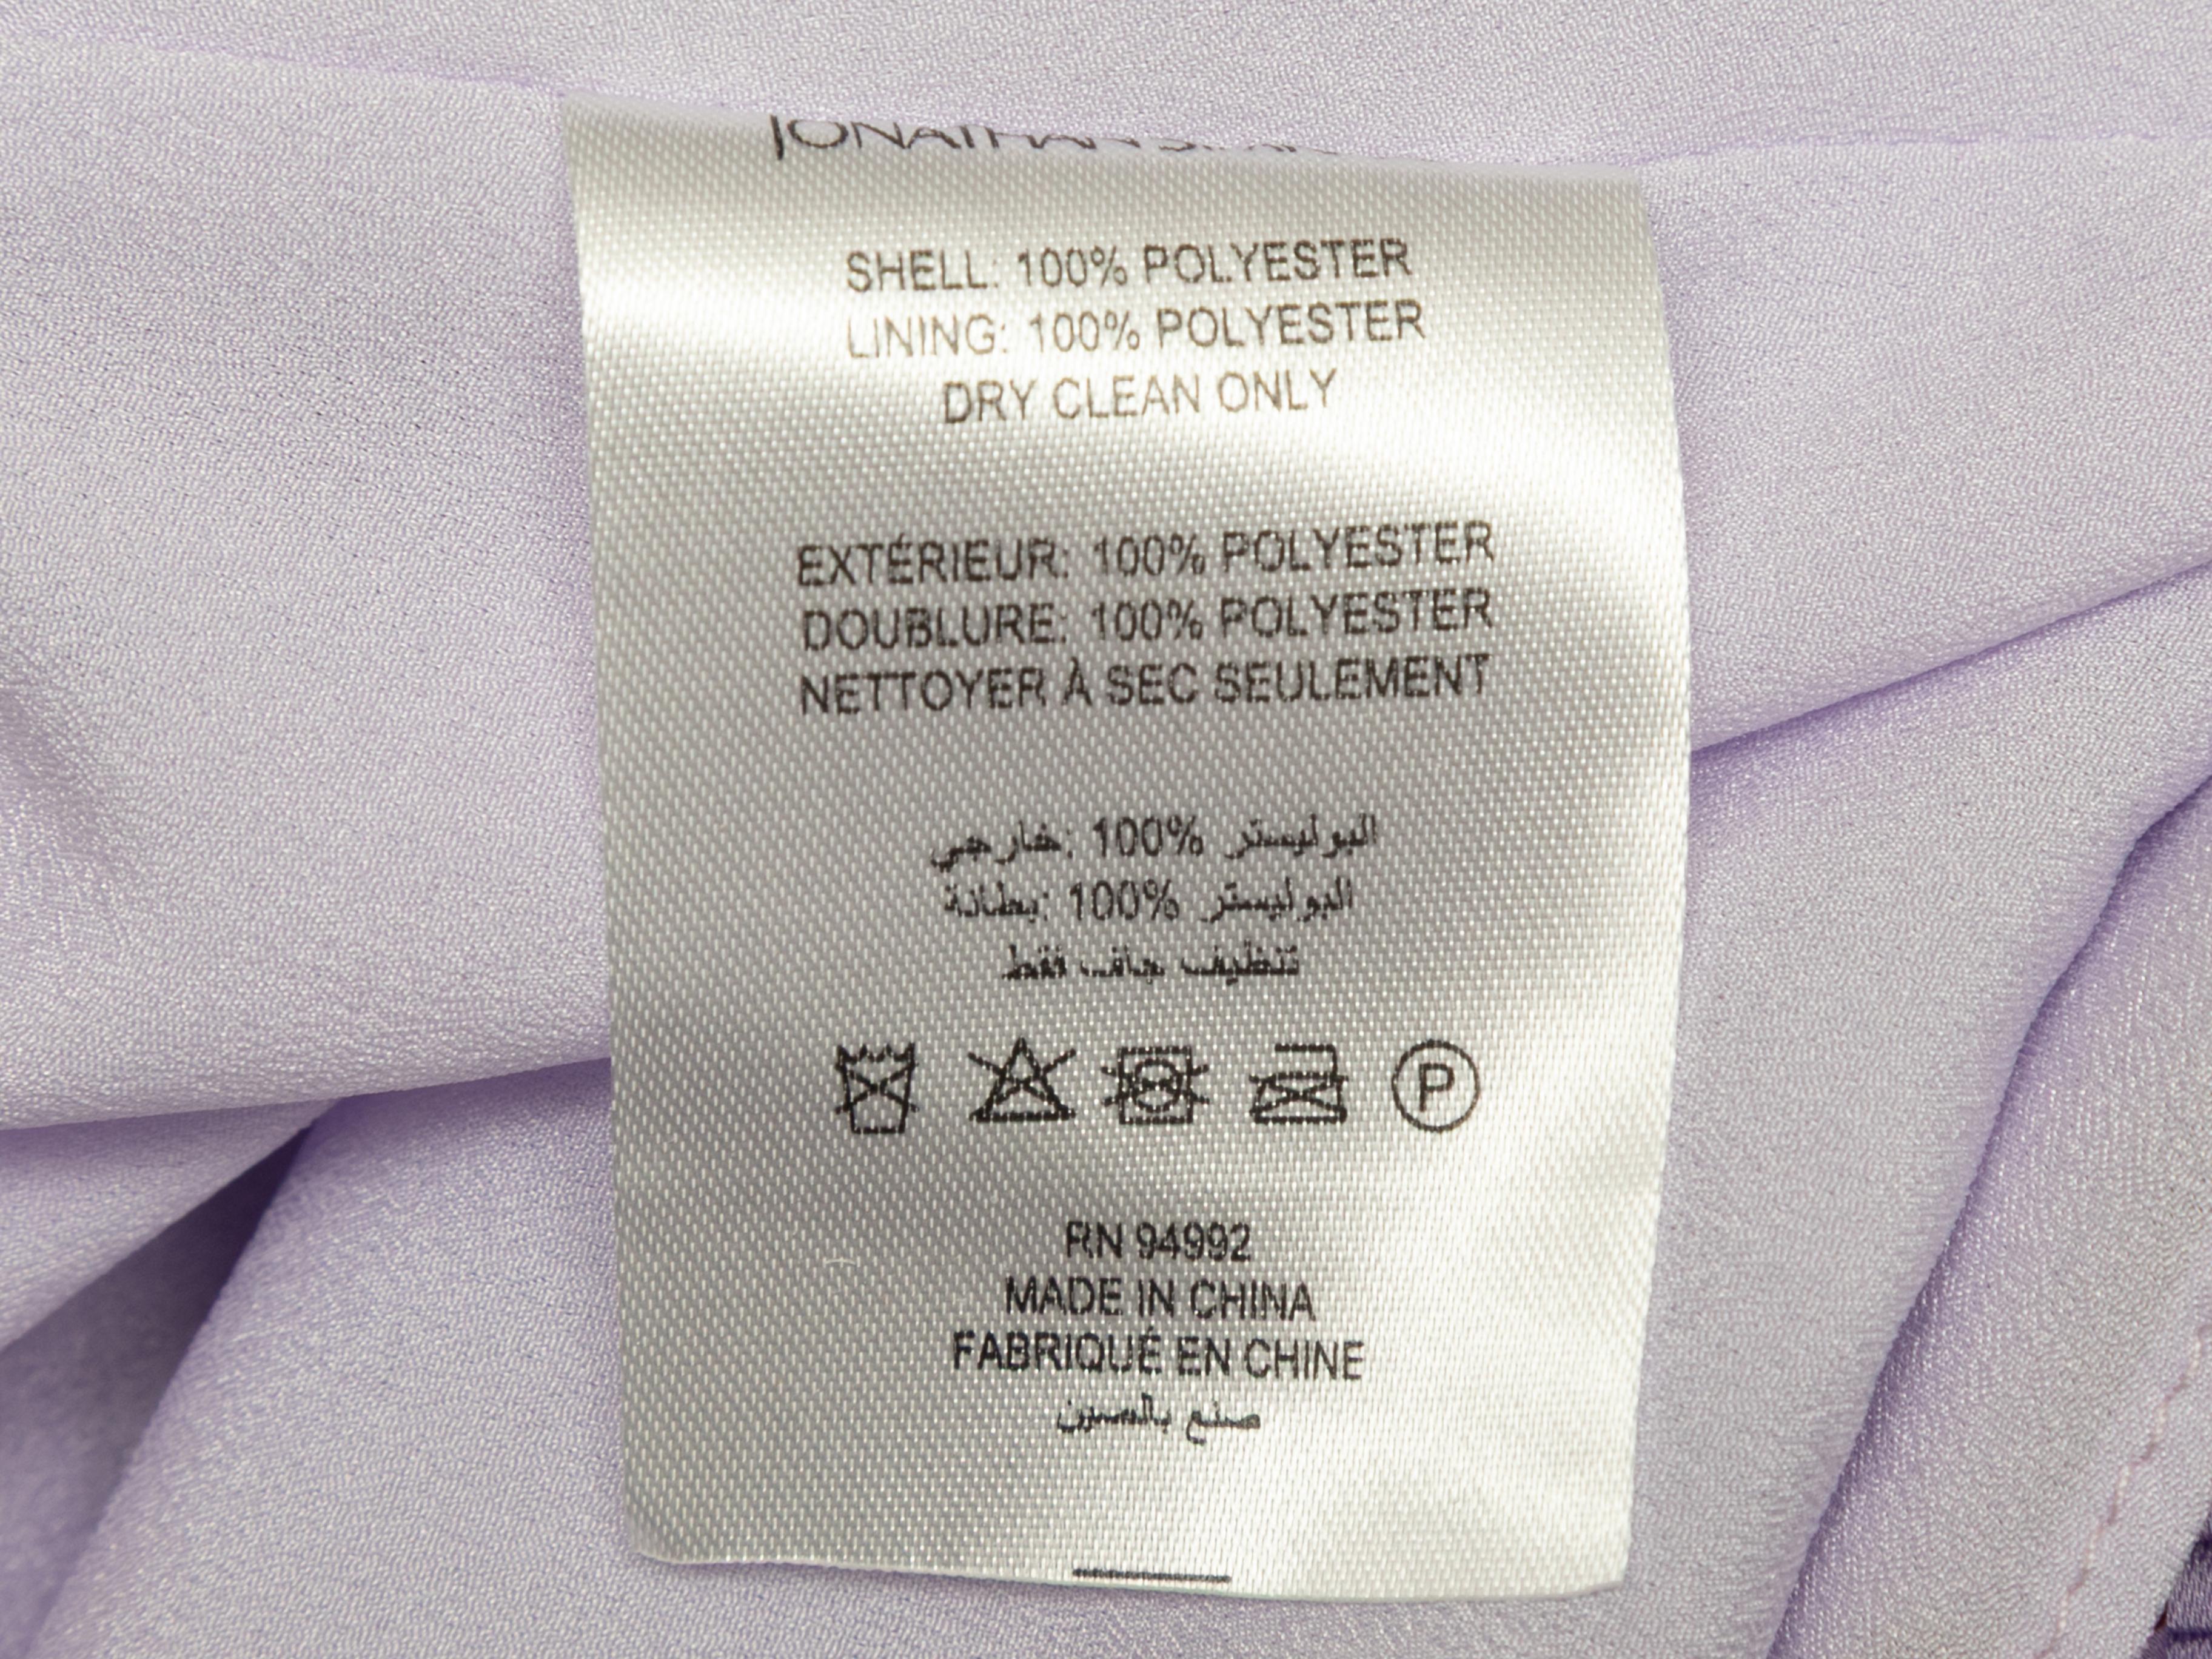 JONATHAN
SHELL: 100% POLYESTER
LINING: 100% POLYESTER
DRY CLEAN ONLY
EXTÉRIEUR: 100% POLYESTER
DOUBLURE: 100% POLYESTER
NETTOYER À SEC SEULEMENT
البوليستر 100% :خارجي
البوليستر 100% :بطانة
تنظيف جاف فقط
P
RN 94992
MADE IN CHINA
FABRIQUÉ EN CHINE
صنع بالصين